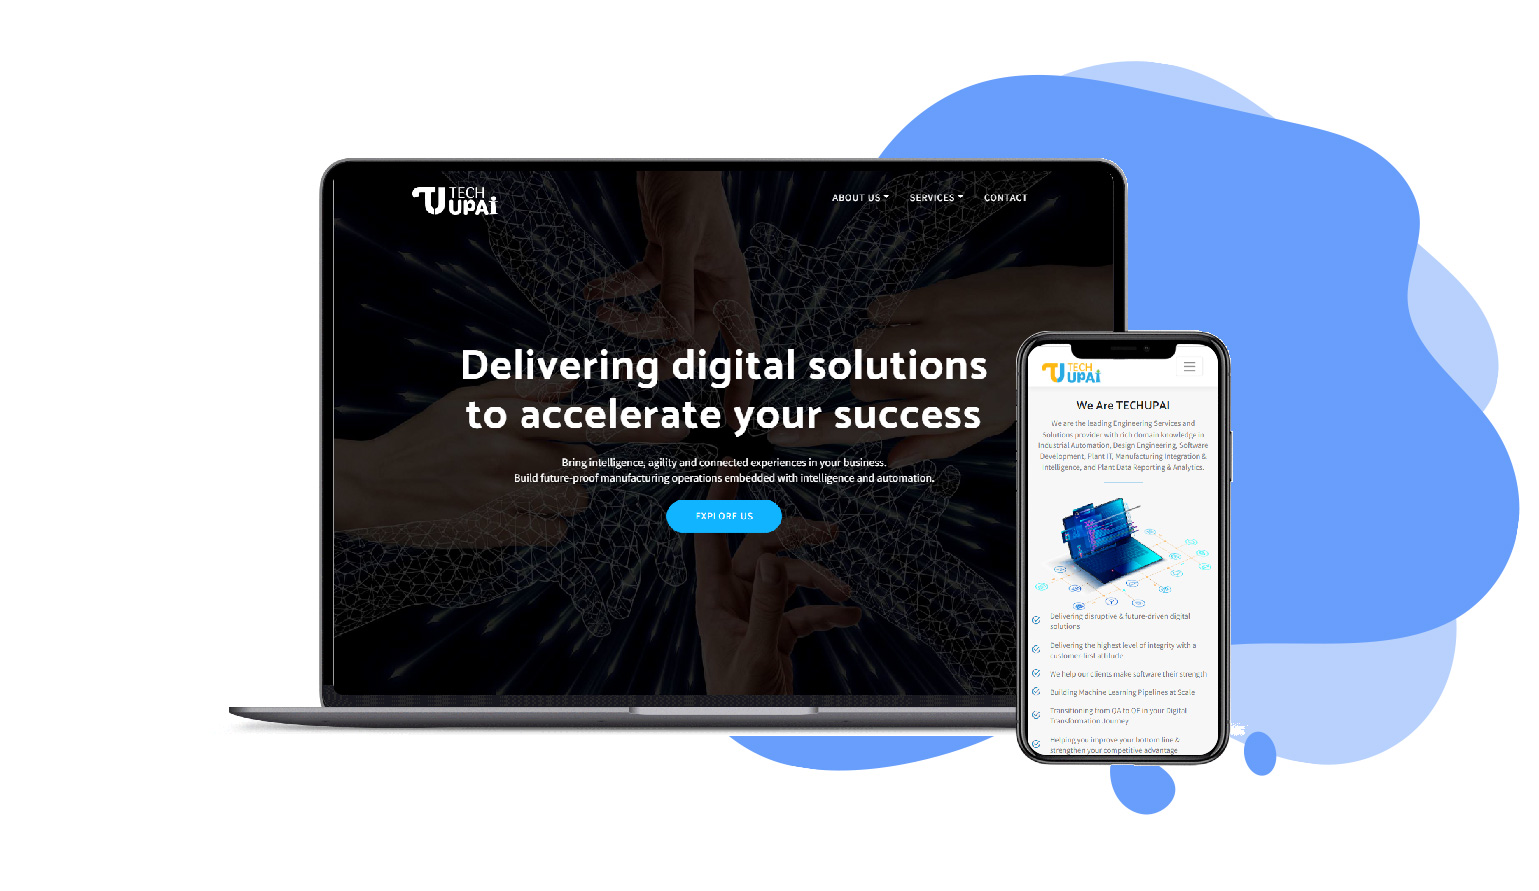 TECH
UPAi
ABOUT US
SERVICES
CONTACT
Delivering digital solutions
to accelerate your success
Bring intelligence, agility and connected experiences in your business.
Build future-proof manufacturing operations embedded with intelligence and automation.
EXPLORE US
TECH
UPAi
We Are TECHUPAI
We are the leading Engineering Services and
Solutions provider with rich domain knowledge in
Industrial Automation, Design Engineering, Software
Development, Plant IT, Manufacturing Integration &
Intelligence, and Plant Data Reporting & Analytics.
Delivering disruptive & future-driven digital
solutions
Delivering the highest level of integrity with a
customer first attitude
We help our clients make software their strength
Building Machine Learning Pipelines at Scale
Transitioning from QA to QE in your Digital
Transformation Journey
Helping you improve your bottom line &
strengthen your competitive advantage